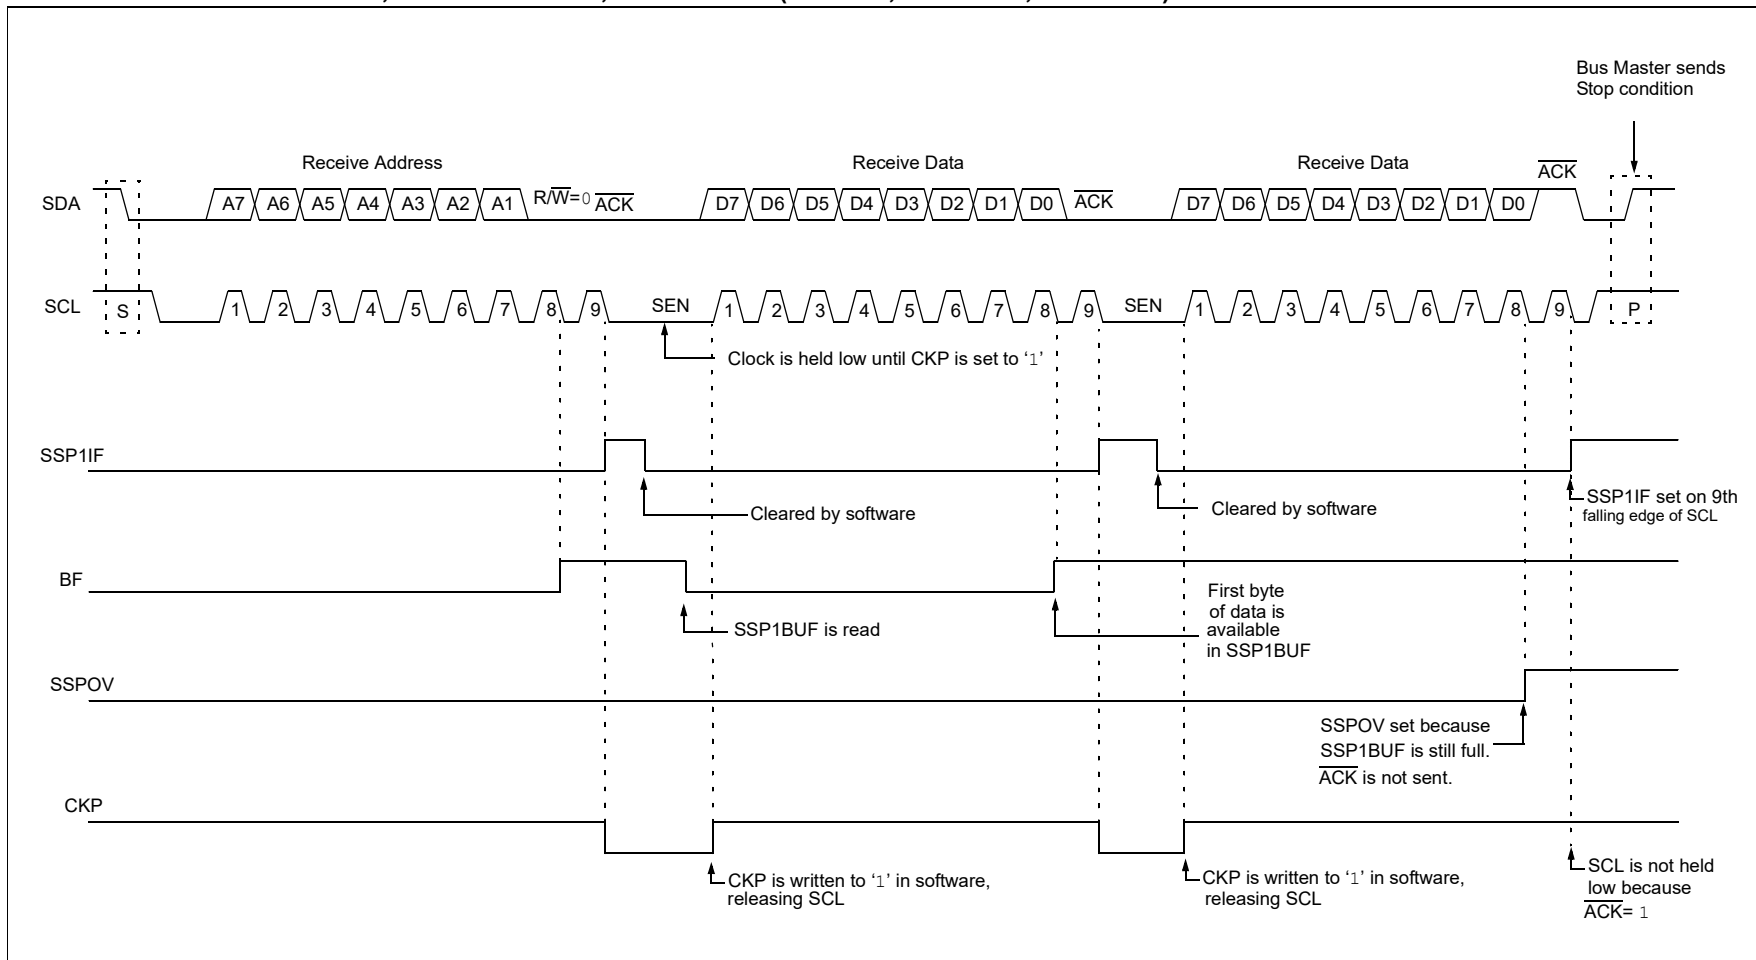 Bus Master sends
Stop condition
Receive Address
Receive Data
Receive Data
ACK
SDA
A7 A6 A5 A4 A3 A2 A1 R/W=0 ACK
D7 D6 D5 D4 D3 D2 D1 D0 ACK
D7 D6 D5 D4 D3 D2 D1 D0
SCL
S
1 2 3 4 5 6 7 8 9 SEN
1 2 3 4 5 6 7 8 9 SEN
1 2 3 4 5 6 7 8 9
P
Clock is held low until CKP is set to ‘1’
SSP1IF
Cleared by software
Cleared by software
SSP1IF set on 9th
falling edge of SCL
BF
SSP1BUF is read
First byte
of data is
available
in SSP1BUF
SSPOV
SSPOV set because
SSP1BUF is still full.
ACK is not sent.
CKP
CKP is written to ‘1’ in software,
releasing SCL
CKP is written to ‘1’ in software,
releasing SCL
SCL is not held
low because
ACK= 1